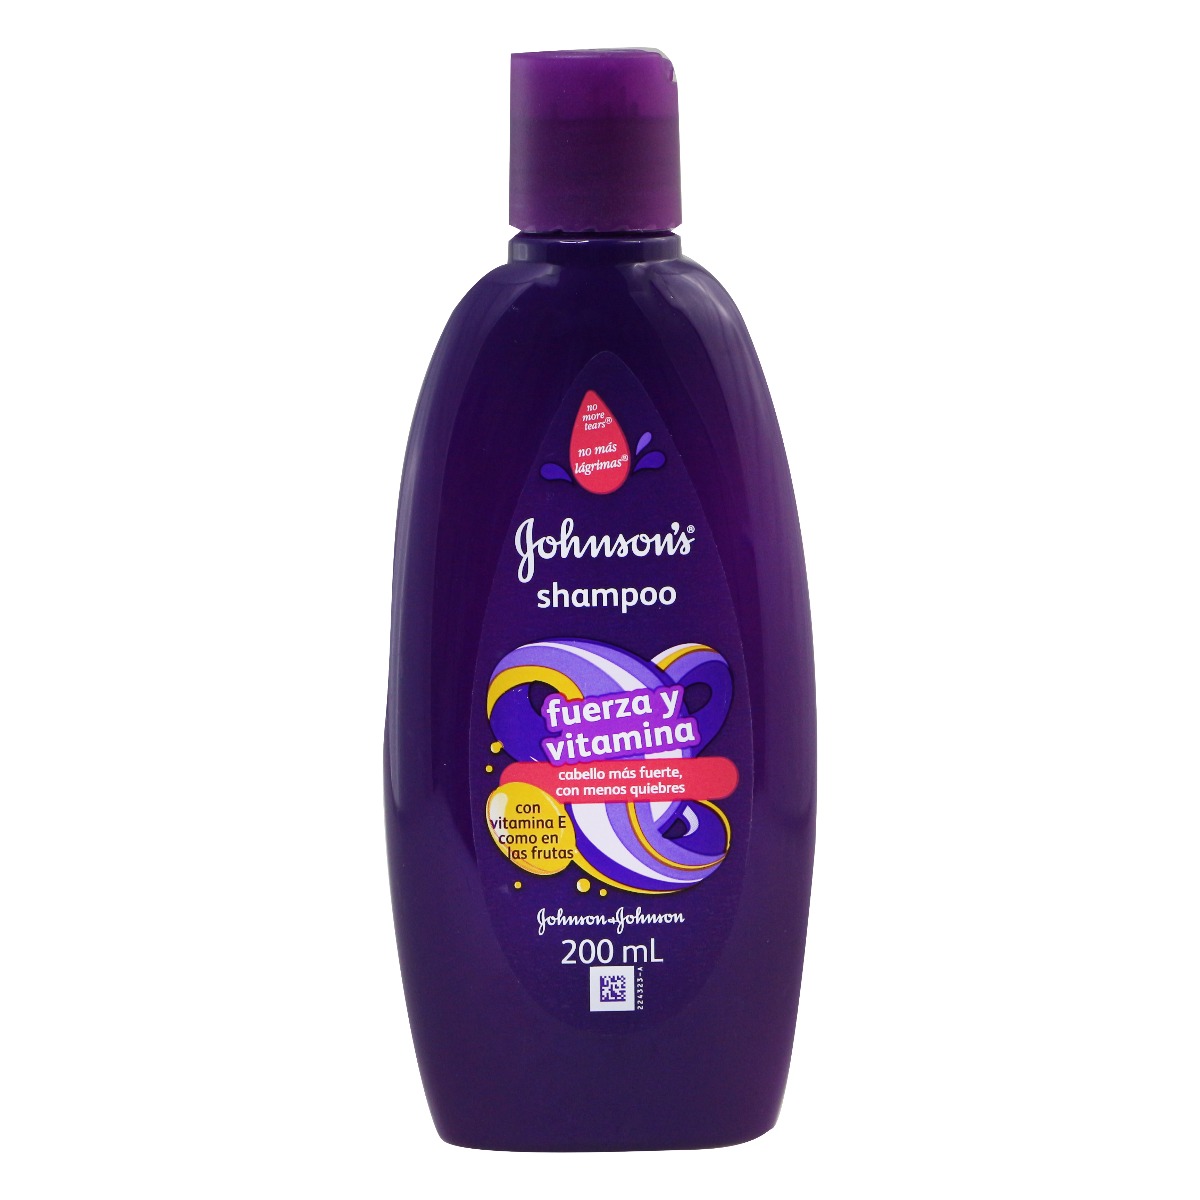 no
more
tears®
no más
lágrimas®
Johnson's®
shampoo
fuerza y
vitamina
cabello más fuerte,
con menos quiebres
con
vitamina E
como en
las frutas
Johnson & Johnson
200 mL
224323-A